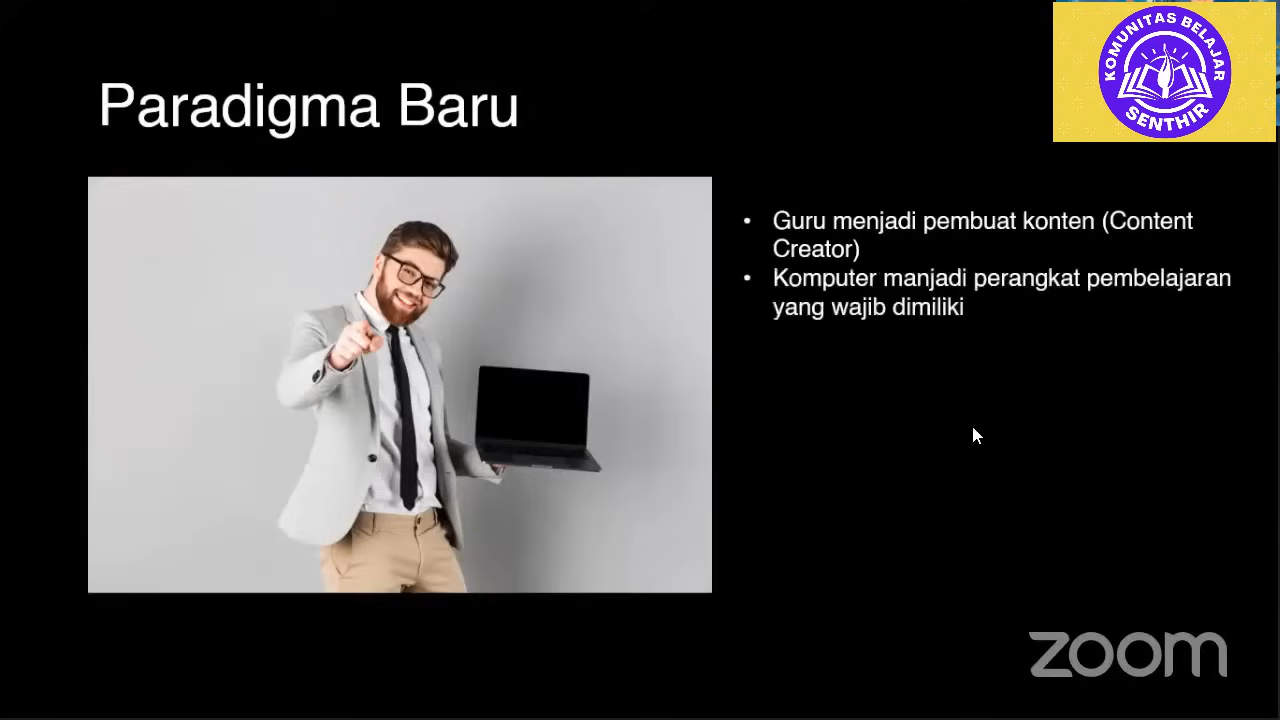 KOMUNITAS BELAJAR
SENTHIR
Paradigma Baru
• Guru menjadi pembuat konten (Content
Creator)
• Komputer manjadi perangkat pembelajaran
yang wajib dimiliki
zoom